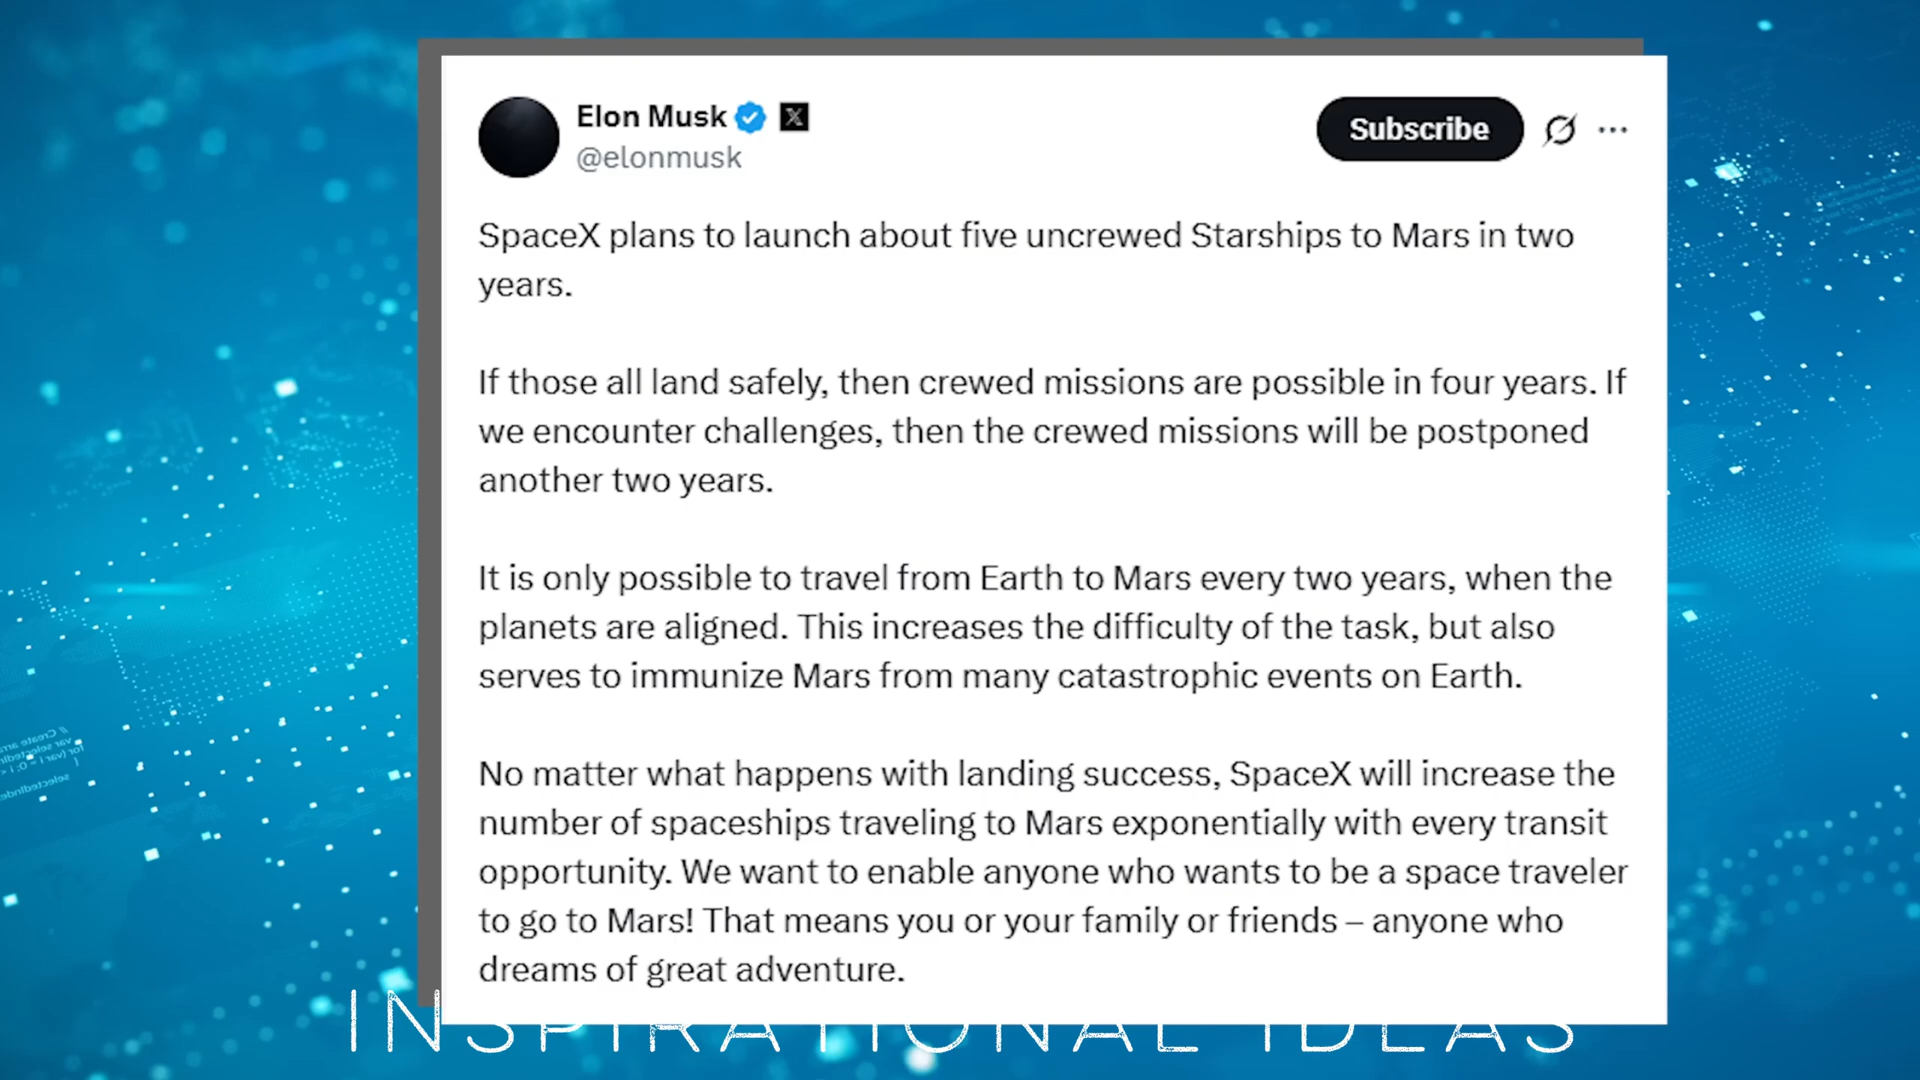 Elon Musk
@elonmusk
Subscribe
SpaceX plans to launch about five uncrewed Starships to Mars in two
years.
If those all land safely, then crewed missions are possible in four years. If
we encounter challenges, then the crewed missions will be postponed
another two years.
It is only possible to travel from Earth to Mars every two years, when the
planets are aligned. This increases the difficulty of the task, but also
serves to immunize Mars from many catastrophic events on Earth.
No matter what happens with landing success, SpaceX will increase the
number of spaceships traveling to Mars exponentially with every transit
opportunity. We want to enable anyone who wants to be a space traveler
to go to Mars! That means you or your family or friends – anyone who
dreams of great adventure.
INSPIRATIONAL IDEAS